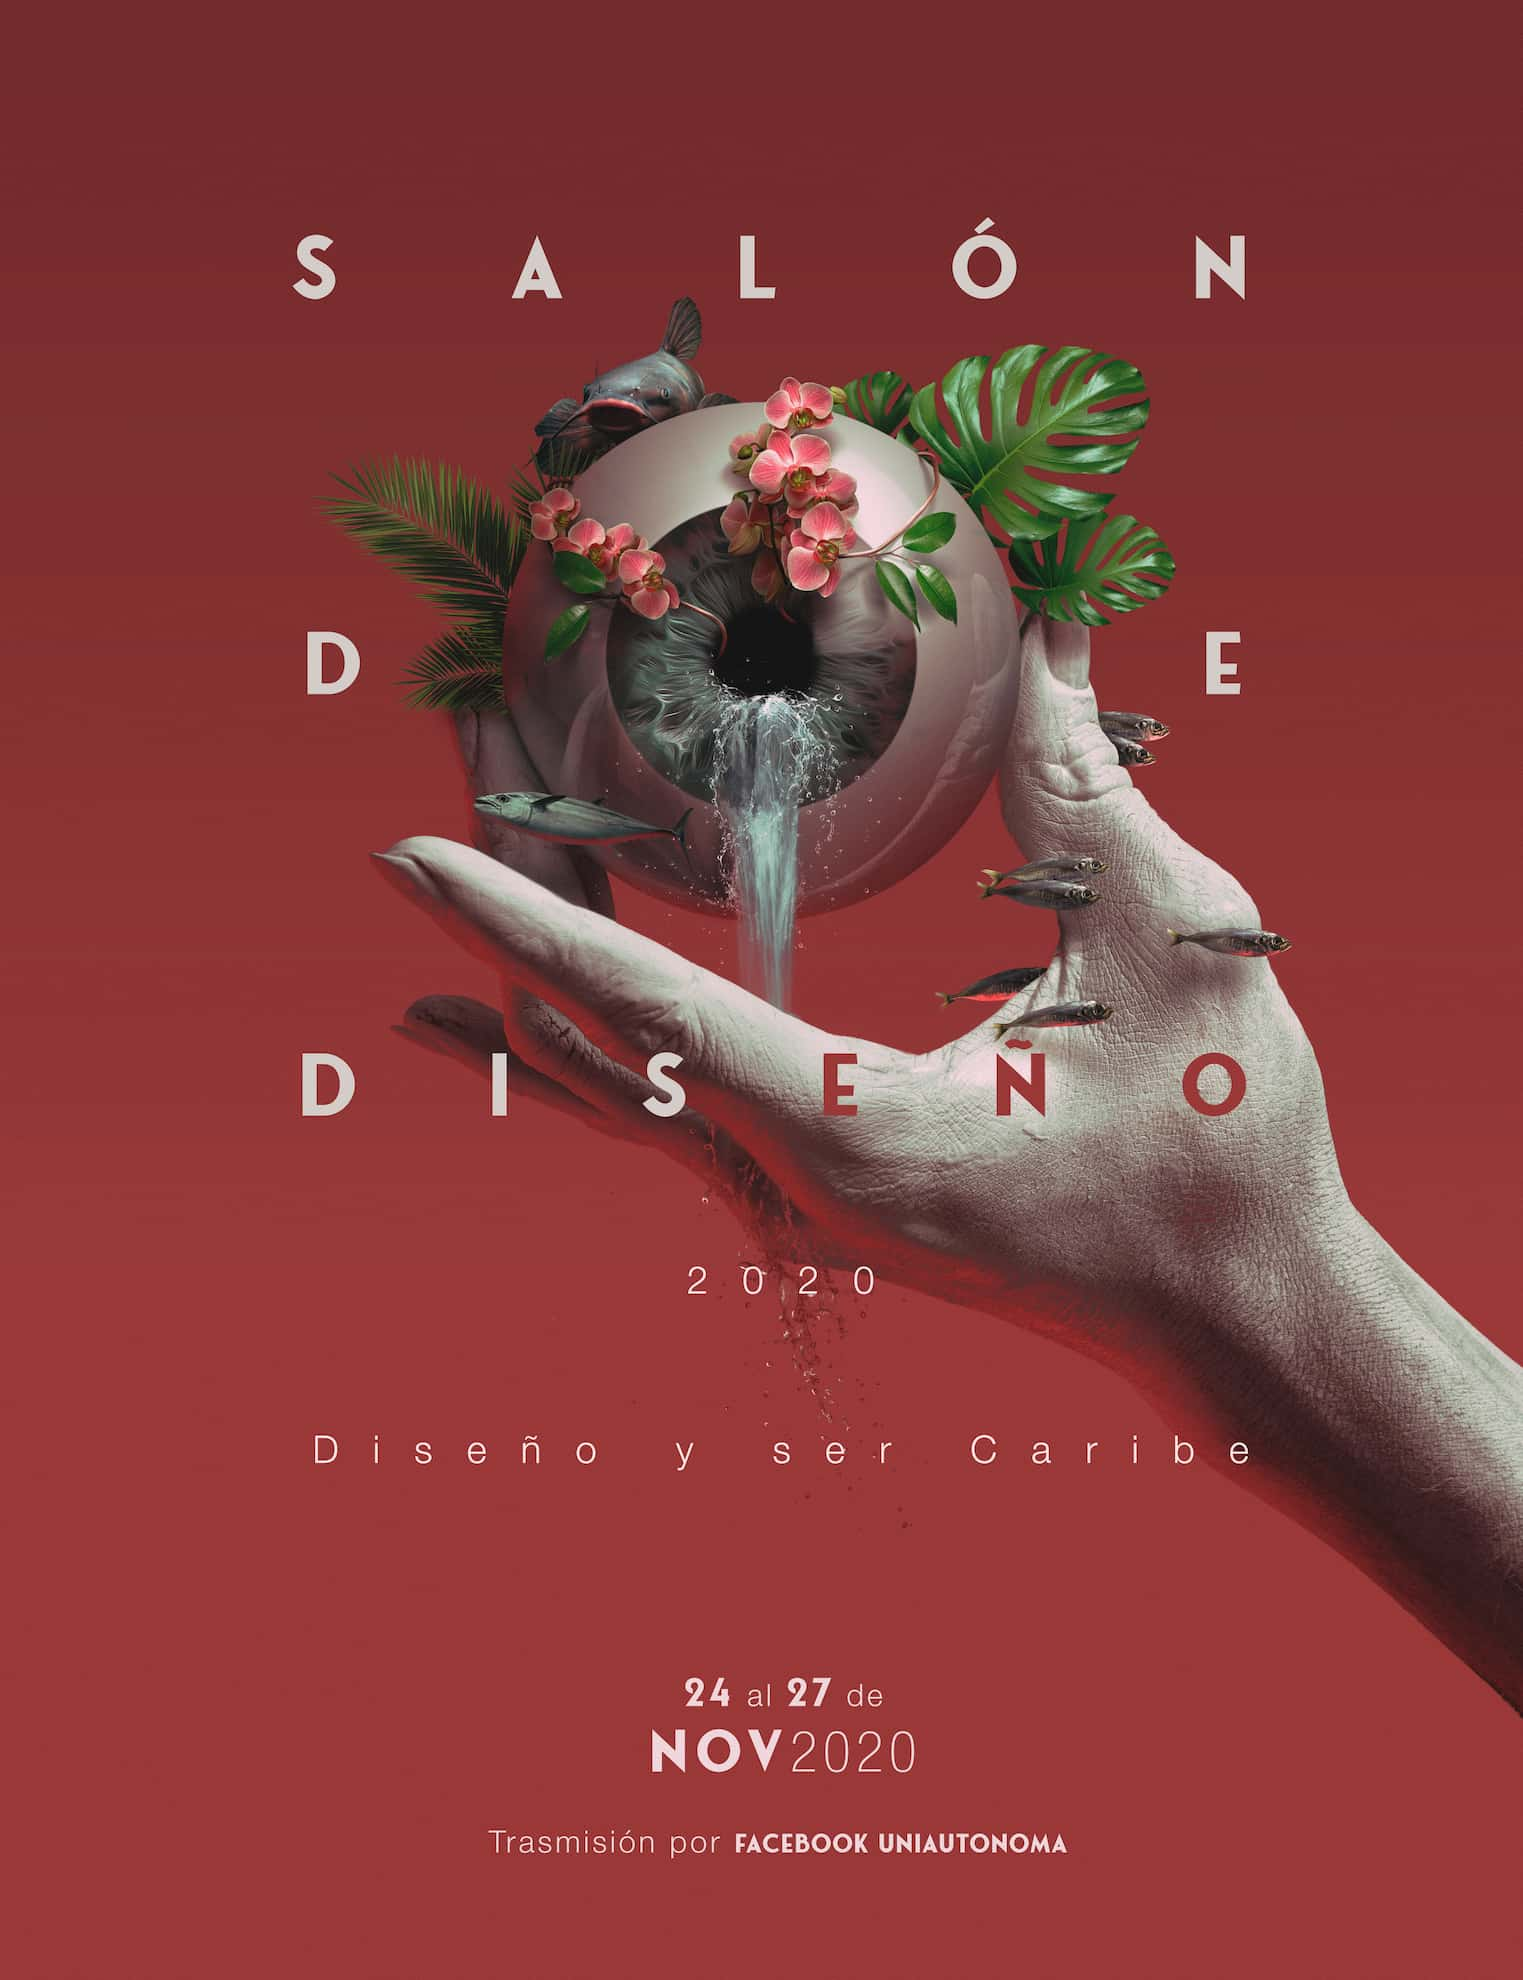 SALÓN
DE
DISEÑO
2020
Diseño y ser Caribe
24 al 27 de
NOV2020
Trasmisión por FACEBOOK UNIAUTONOMA